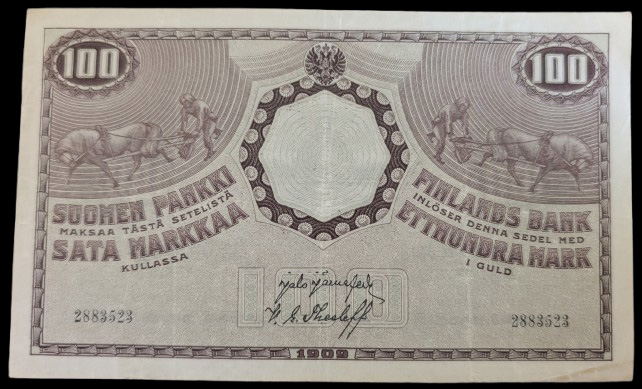 100
100
SUOMEN PANKKI
MAKSAA TÄSTÄ SETELISTÄ
SATA MARKKAA
KULLASSA
FINLANDS BANK
INLÖSER DENNA SEDEL MED
ETTHUNDRA MARK
I GULD
100
2883523
2883523
1909